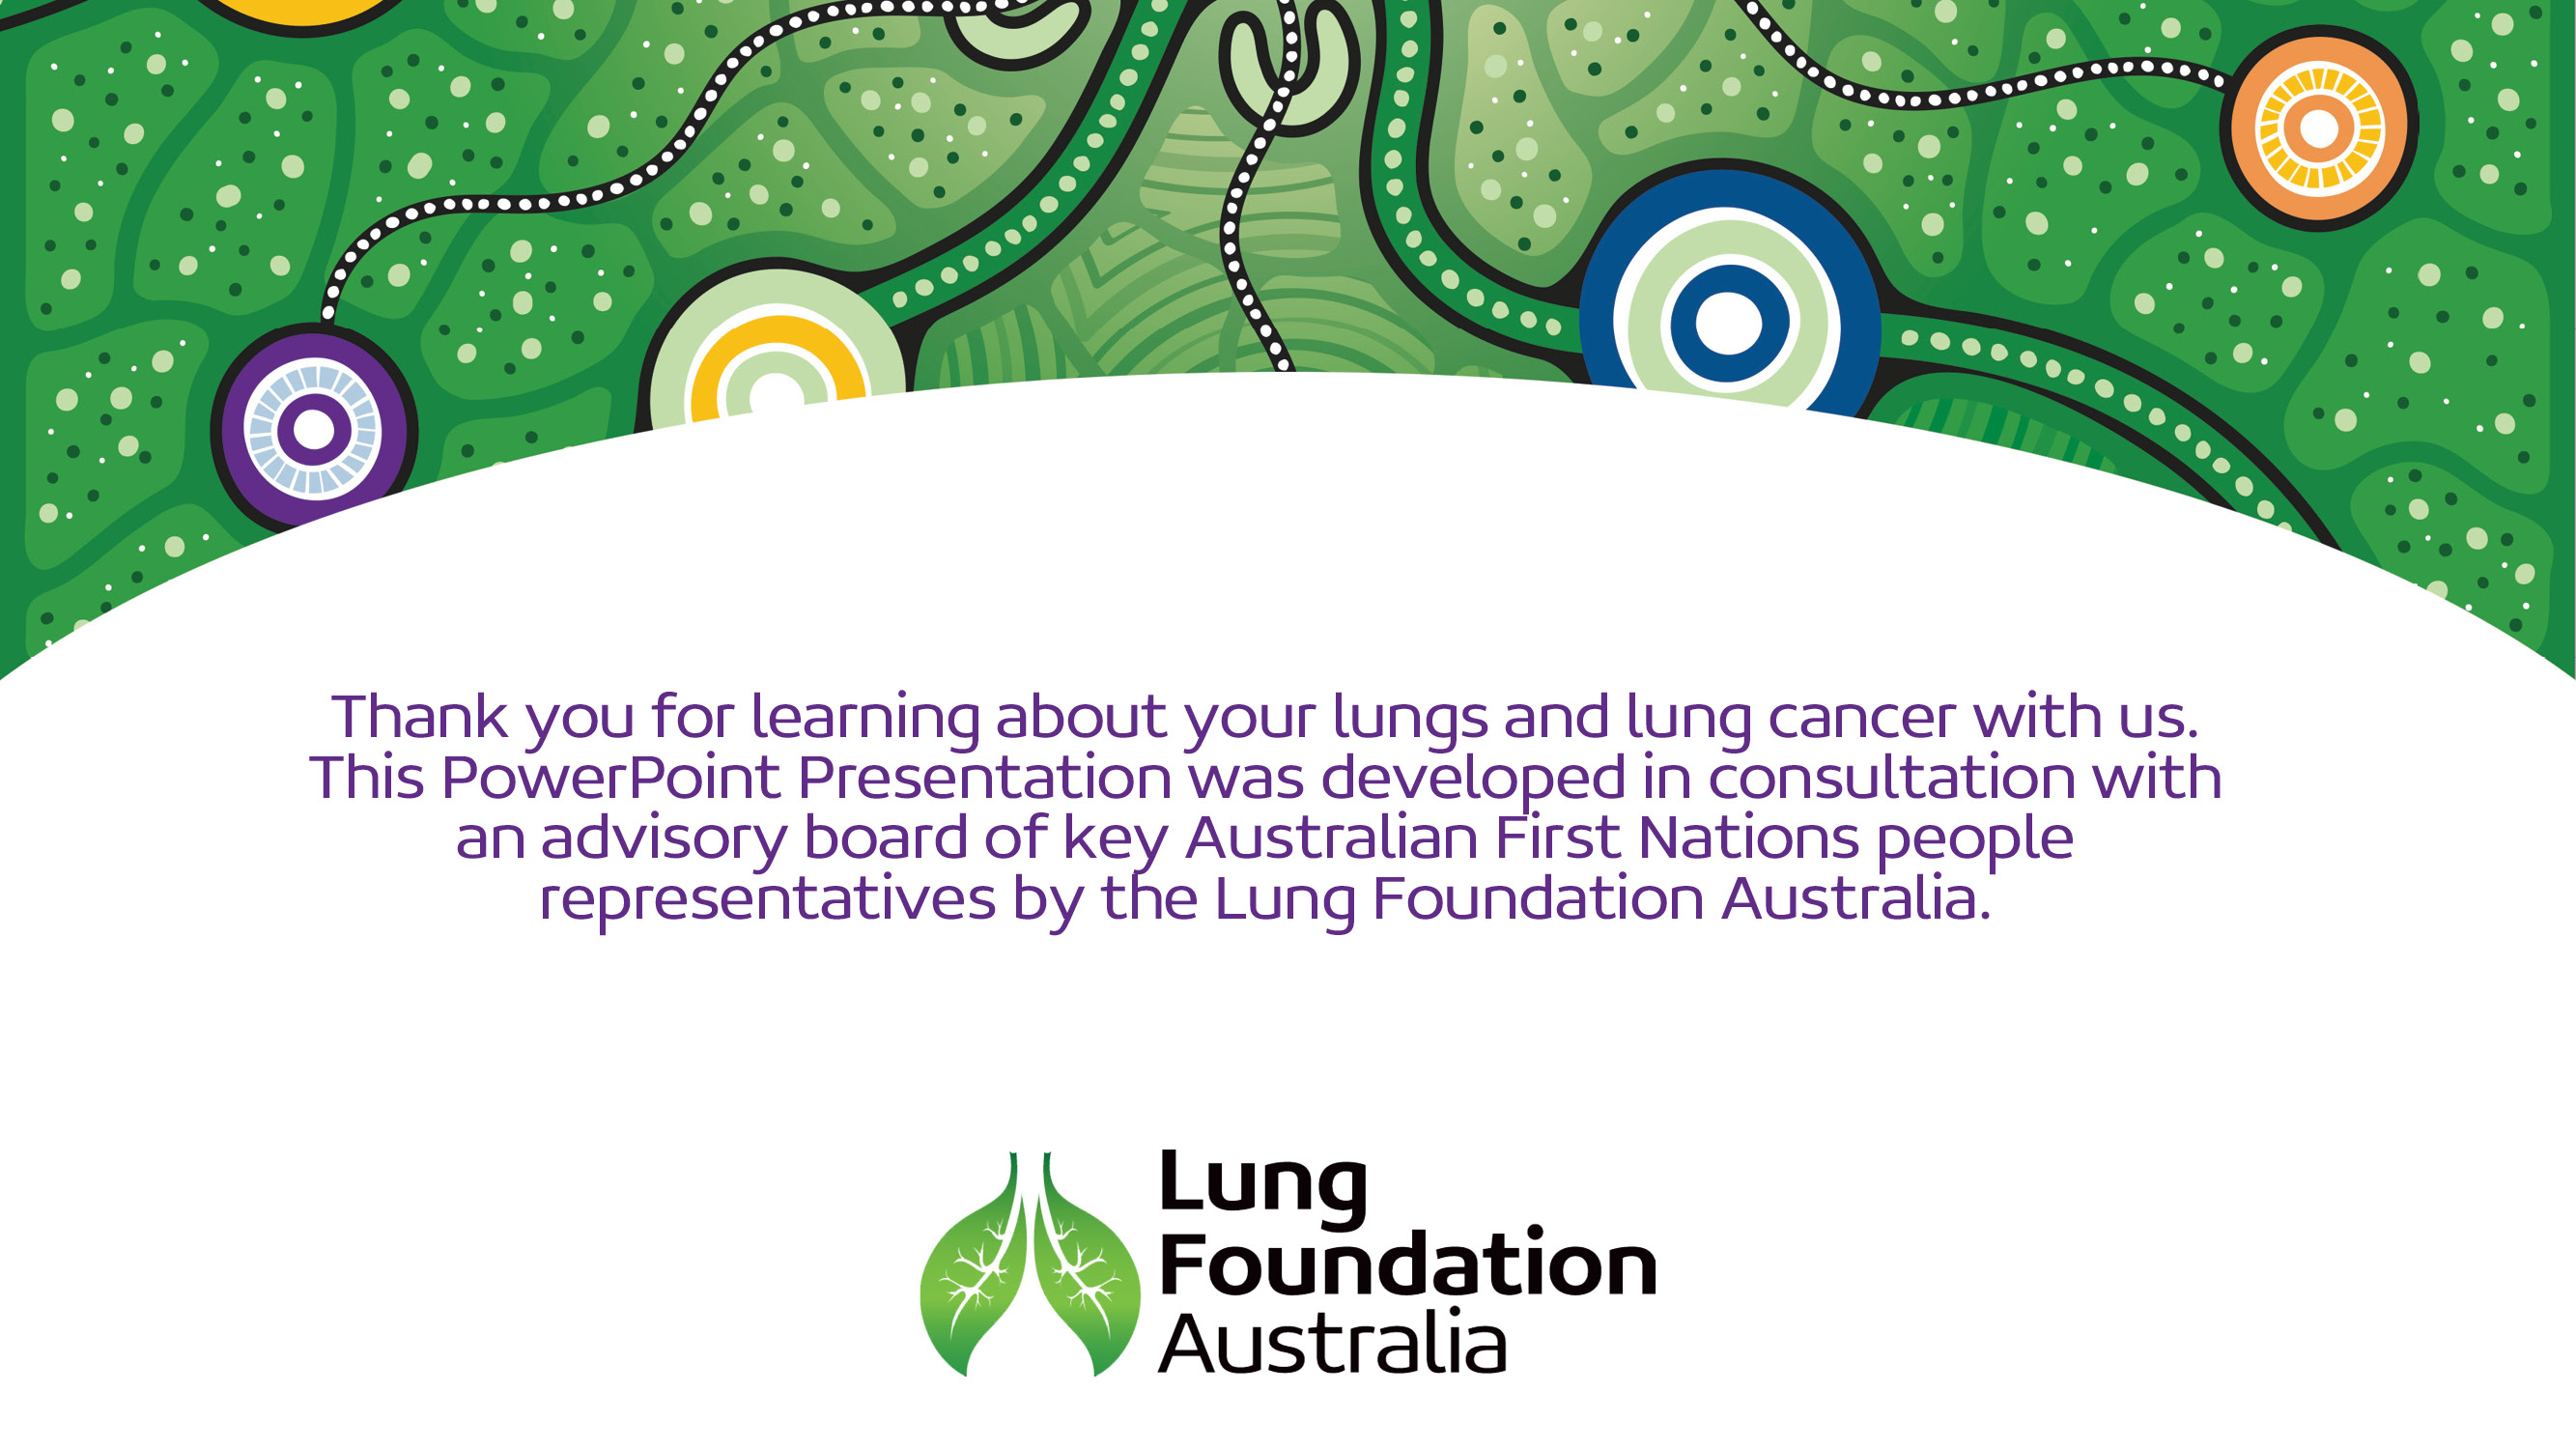 Thank you for learning about your lungs and lung cancer with us.
This PowerPoint Presentation was developed in consultation with
an advisory board of key Australian First Nations people
representatives by the Lung Foundation Australia.
Lung
Foundation
Australia